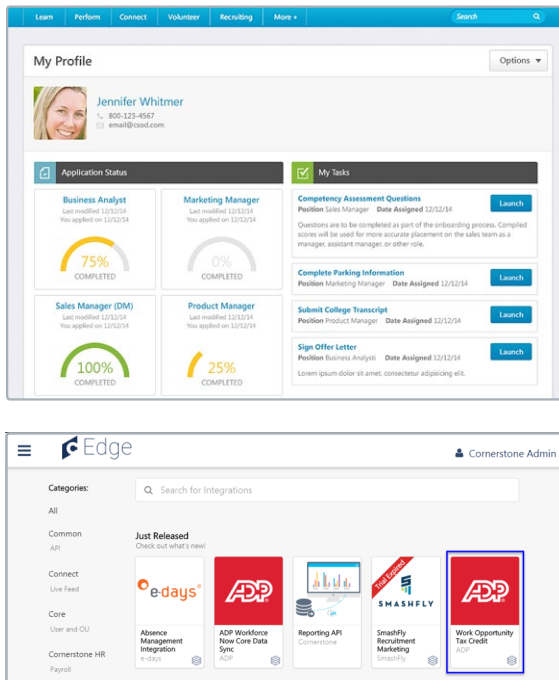 Learn Perform Connect Volunteer Recruiting More + Search
My Profile
Options
Jennifer Whitmer
800-123-4567
email@csod.com
Application Status
Business Analyst
Last modified 12/12/14
You applied on 12/12/14
75%
COMPLETED
Marketing Manager
Last modified 12/12/14
You applied on 12/12/14
0%
COMPLETED
Sales Manager (DM)
Last modified 12/12/14
You applied on 12/12/14
100%
COMPLETED
Product Manager
Last modified 12/12/14
You applied on 12/12/14
25%
COMPLETED
My Tasks
Competency Assessment Questions
Position Sales Manager Date Assigned 12/12/14
Launch
Questions are to be completed as part of the onboarding process. Compiled
scores will be used for more accurate placement on the sales team as a
manager, assistant manager, or other role.
Complete Parking Information
Position Marketing Manager Date Assigned 12/12/14
Launch
Submit College Transcript
Position Product Manager Date Assigned 12/12/14
Launch
Sign Offer Letter
Position Business Analysti Date Assigned 12/12/14
Launch
Lorem ipsum dolor sit amet, consectetur adipisicing elit.
Edge
Cornerstone Admin
Categories:
All
Common
API
Connect
Live Feed
Core
User and OU
Cornerstone HR
Payroll
Search for Integrations
Just Released
Check out what's new!
e·days
Absence
Management
Integration
e-days
ADP
ADP Workforce
Now Core Data
Sync
ADP
Reporting API
Cornerstone
Trial Expired
SMASHFLY
SmashFly
Recruitment
Marketing
SmashFly
ADP
Work Opportunity
Tax Credit
ADP